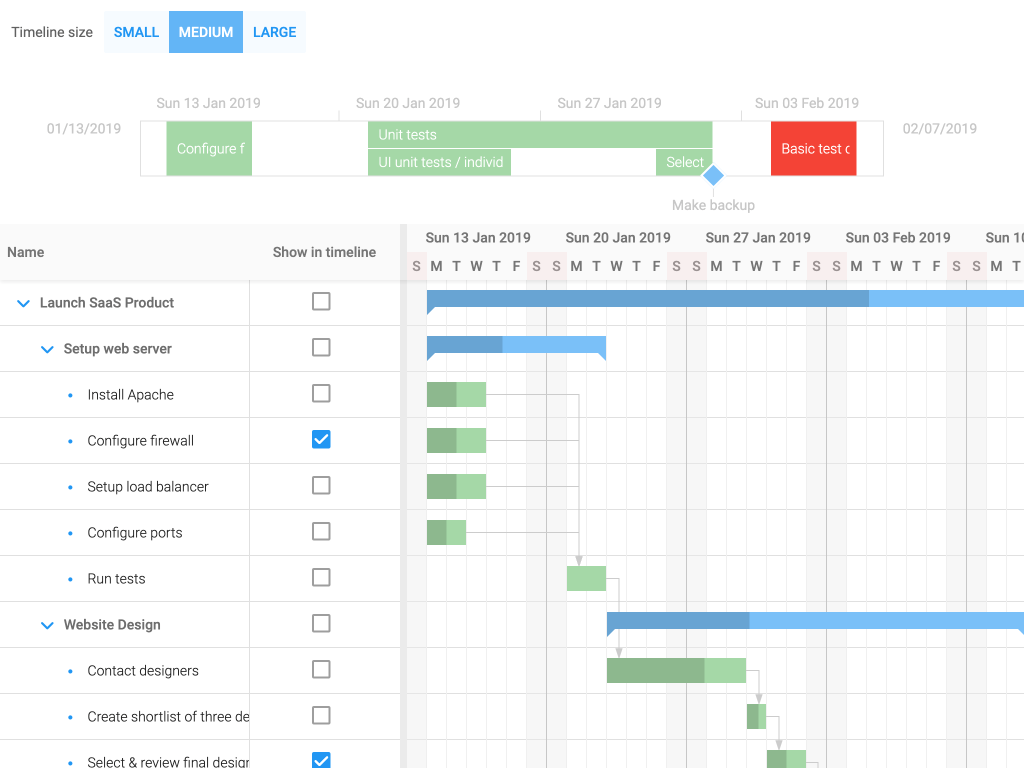 Timeline size SMALL MEDIUM LARGE
Sun 13 Jan 2019 Sun 20 Jan 2019 Sun 27 Jan 2019 Sun 03 Feb 2019
01/13/2019 02/07/2019
Configure f Unit tests Basic test c
UI unit tests / individ Select
Make backup
Name Show in timeline
Sun 13 Jan 2019 Sun 20 Jan 2019 Sun 27 Jan 2019 Sun 03 Feb 2019 Sun 10
S M T W T F S S M T W T F S S M T W T F S S M T W T F S S M T
Launch SaaS Product
Setup web server
Install Apache
Configure firewall
Setup load balancer
Configure ports
Run tests
Website Design
Contact designers
Create shortlist of three de
Select & review final design